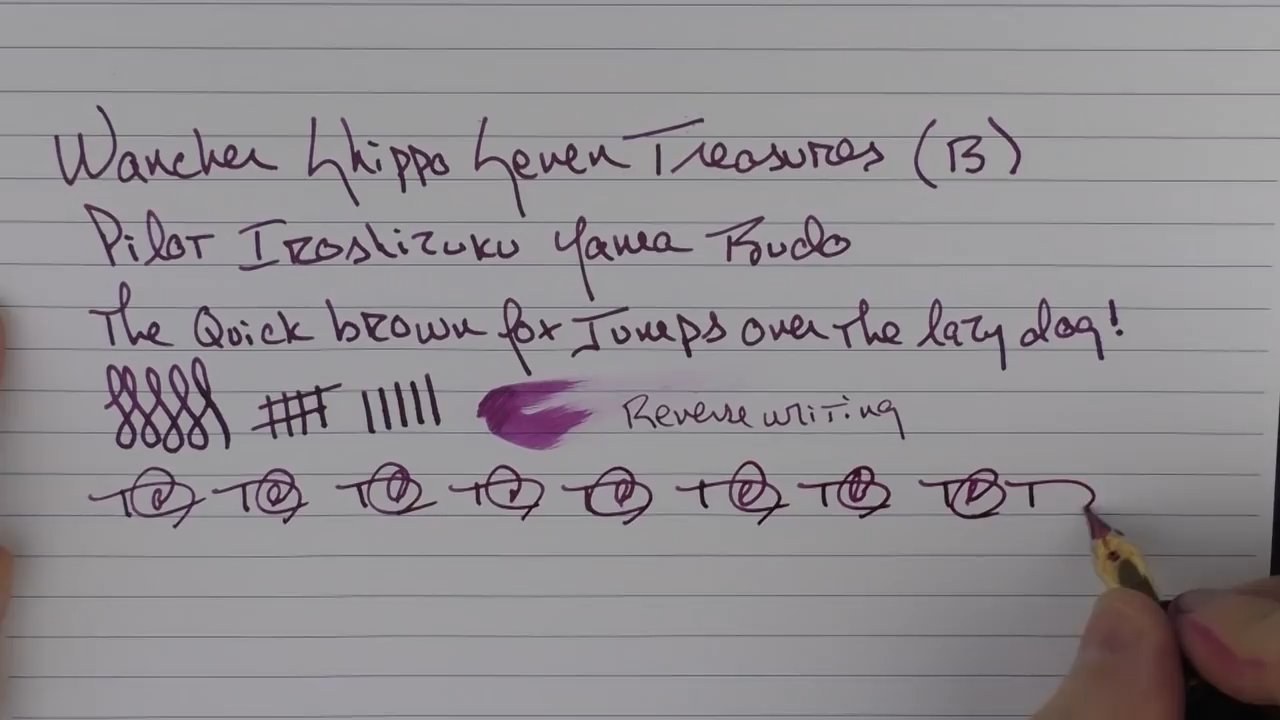 Wancher Shippo Seven Treasures (B)
Pilot Iroshizuku Yama Budo
The Quick brown fox Jumps over The lazy dog!
Reverse writing